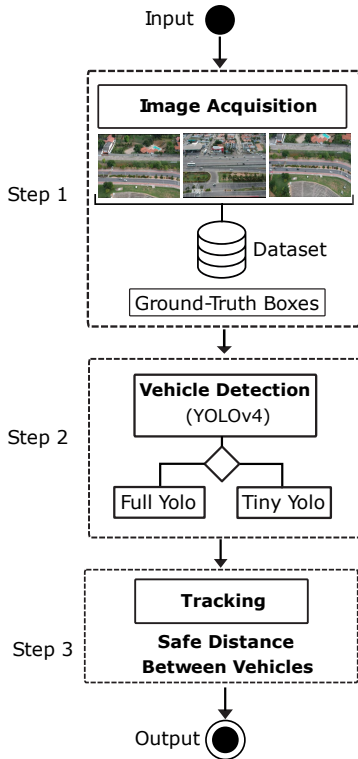 Input
Image Acquisition
Step 1
Dataset
Ground-Truth Boxes
Vehicle Detection
(YOLOv4)
Step 2
Full Yolo
Tiny Yolo
Tracking
Step 3
Safe Distance
Between Vehicles
Output